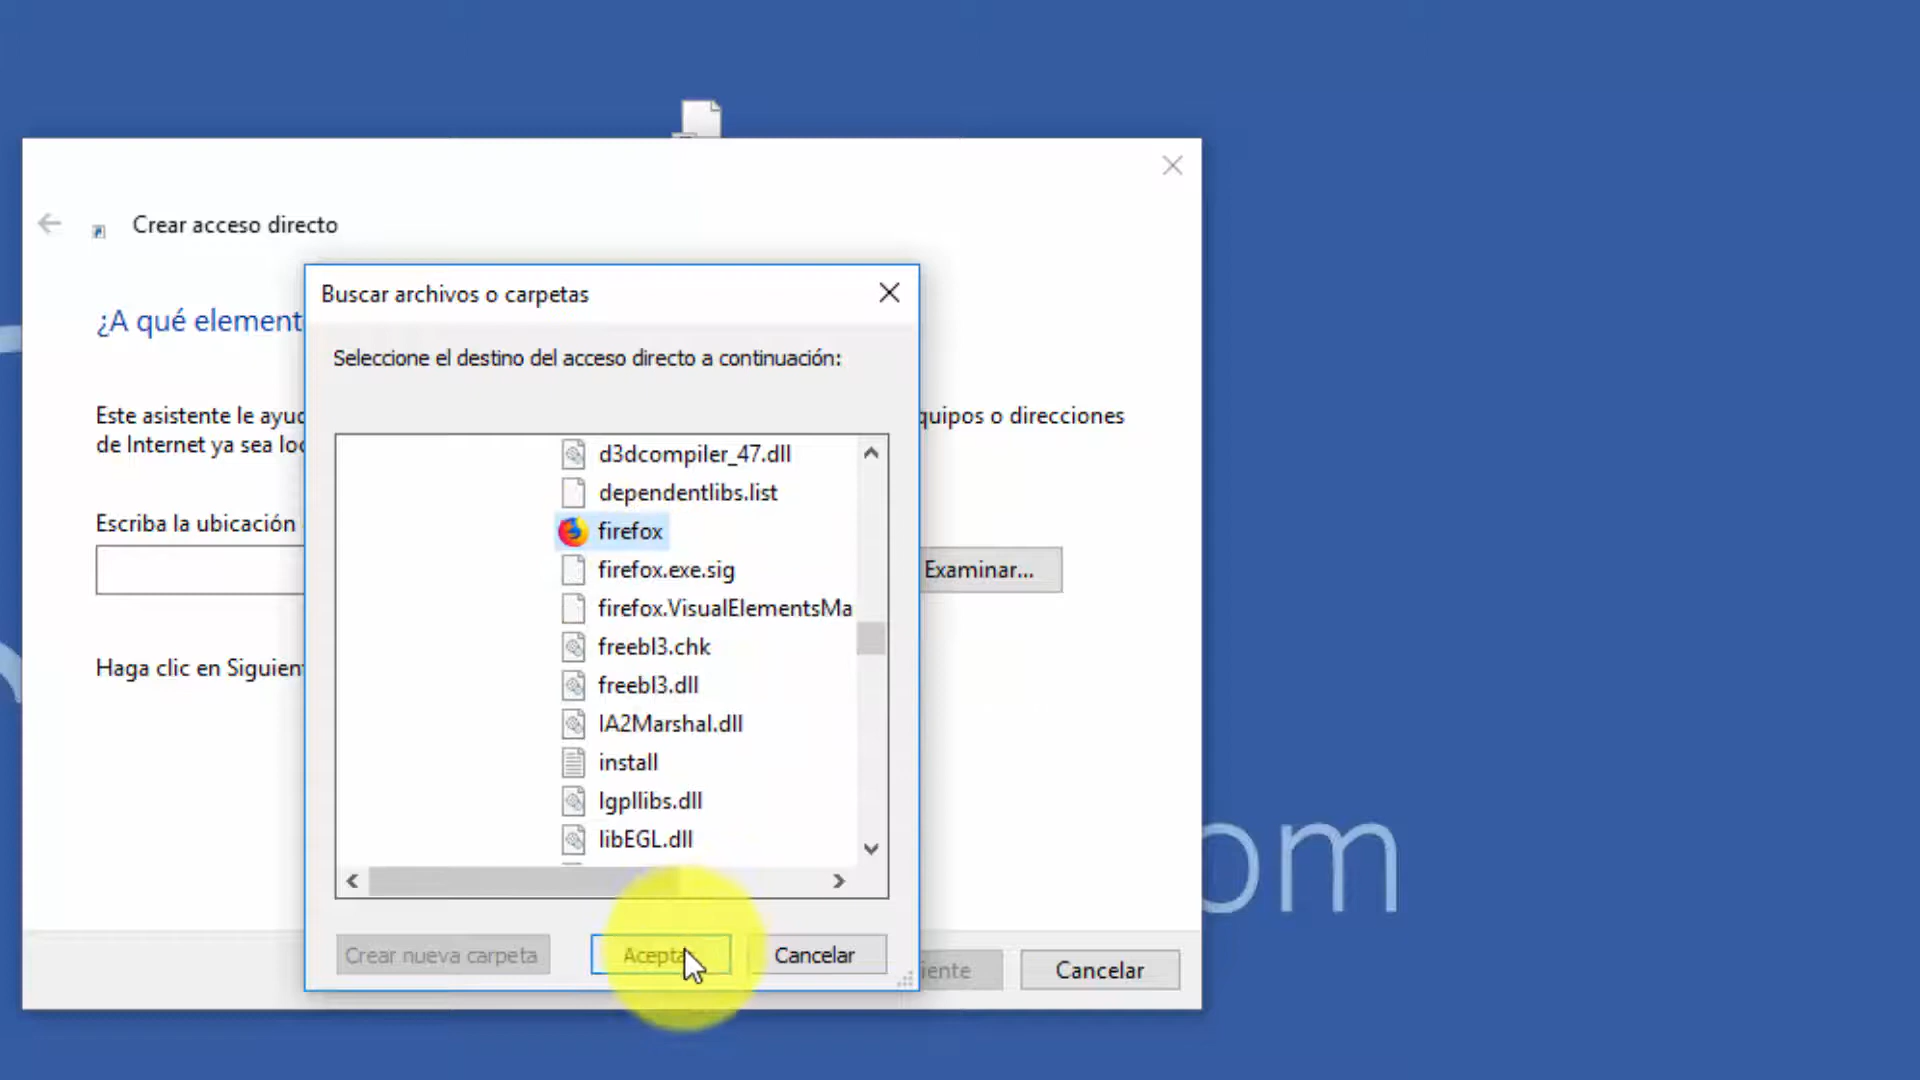 Crear acceso directo
Buscar archivos o carpetas
¿A qué element
Seleccione el destino del acceso directo a continuación:
Este asistente le ayu
quipos o direcciones
de Internet ya sea loc
d3dcompiler_47.dll
dependentlibs.list
firefox
Escriba la ubicación
Examinar...
firefox.exe.sig
firefox.VisualElementsMa
freebl3.chk
Haga clic en Siguien
freebl3.dll
IA2Marshal.dll
install
lgpllibs.dll
libEGL.dll
om
Crear nueva carpeta
Acepta
Cancelar
iente
Cancelar